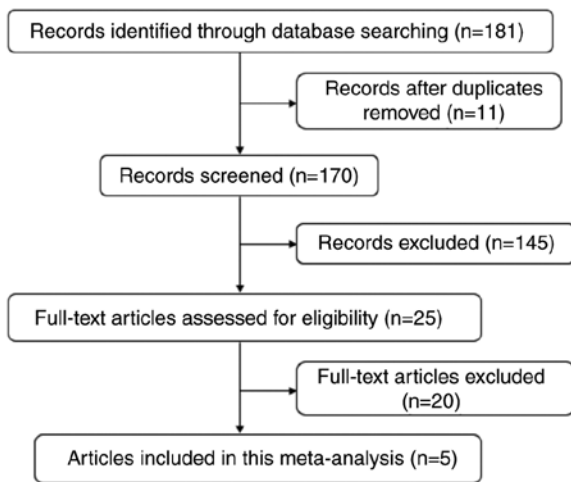 Records identified through database searching (n=181)
Records after duplicates
removed (n=11)
Records screened (n=170)
Records excluded (n=145)
Full-text articles assessed for eligibility (n=25)
Full-text articles excluded
(n=20)
Articles included in this meta-analysis (n=5)